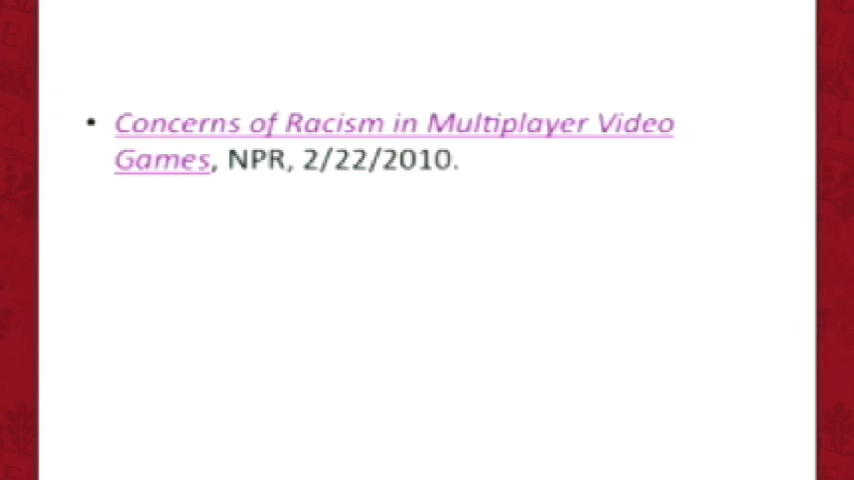 • Concerns of Racism in Multiplayer Video
Games, NPR, 2/22/2010.